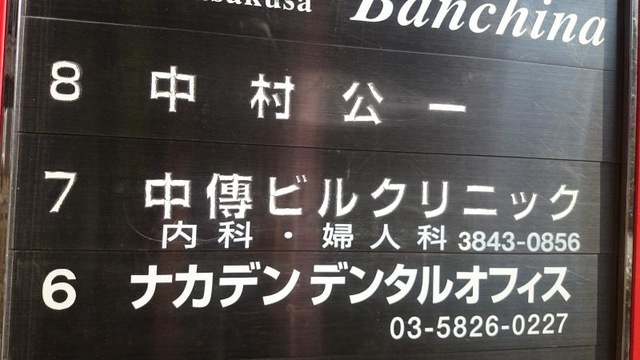 Banchina
8 中村公一
7 中傳ビルクリニック
内科・婦人科 3843-0856
6 ナカデン デンタルオフィス
03-5826-0227